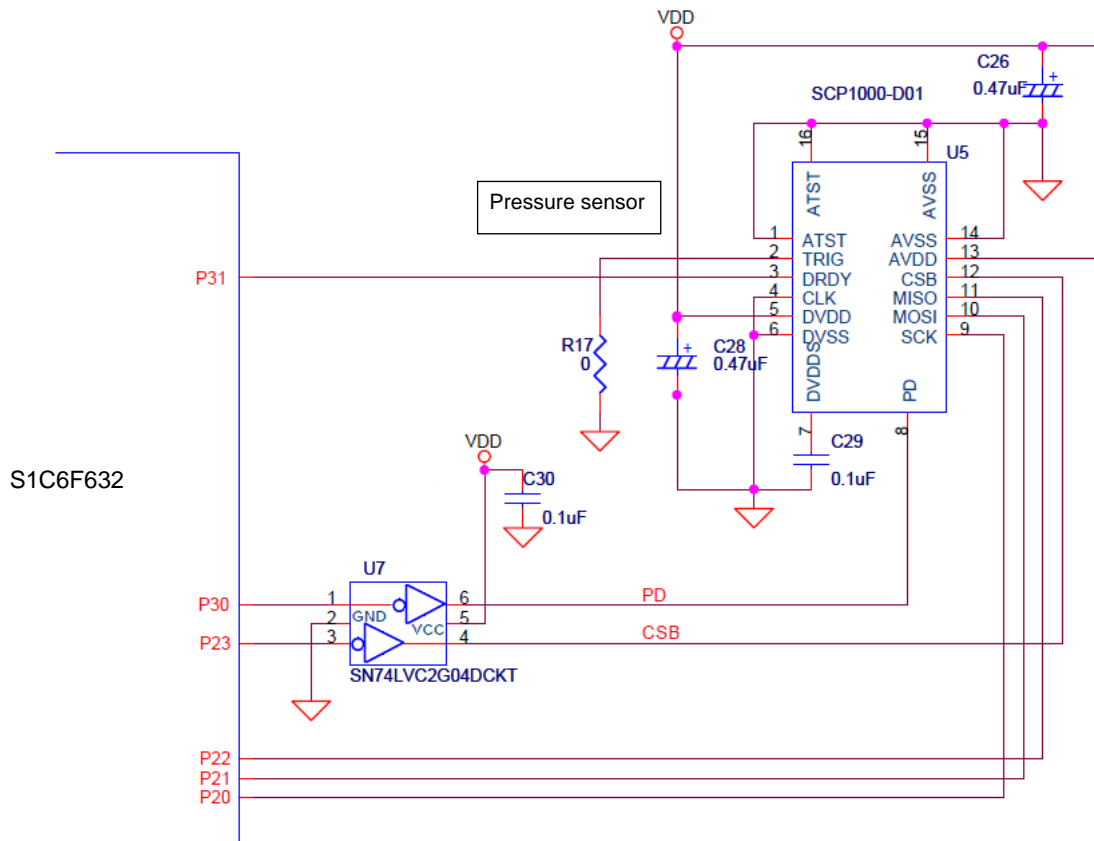 VDD
C26
0.47uF
+
SCP1000-D01
16
15
U5
Pressure sensor
ATST
AVSS
1
ATST
AVSS
14
2
TRIG
AVDD
13
P31
3
DRDY
CSB
12
4
CLK
MISO
11
5
DVDD
MOSI
10
6
DVSS
SCK
9
R17
0
+
C28
0.47uF
DVDDS
PD
7
8
C29
0.1uF
VDD
C30
0.1uF
S1C6F632
U7
P30
1
6
PD
2
GND
5
VCC
P23
3
4
CSB
SN74LVC2G04DCKT
P22
P21
P20